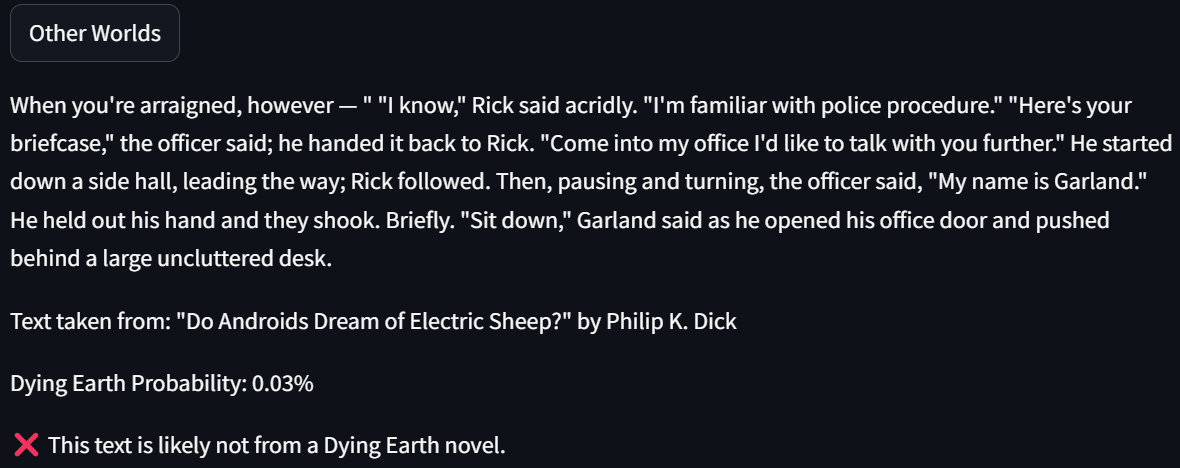 Other Worlds
When you're arraigned, however — " "I know," Rick said acridly. "I'm familiar with police procedure." "Here's your
briefcase," the officer said; he handed it back to Rick. "Come into my office I'd like to talk with you further." He started
down a side hall, leading the way; Rick followed. Then, pausing and turning, the officer said, "My name is Garland."
He held out his hand and they shook. Briefly. "Sit down," Garland said as he opened his office door and pushed
behind a large uncluttered desk.
Text taken from: "Do Androids Dream of Electric Sheep?" by Philip K. Dick
Dying Earth Probability: 0.03%
❌ This text is likely not from a Dying Earth novel.